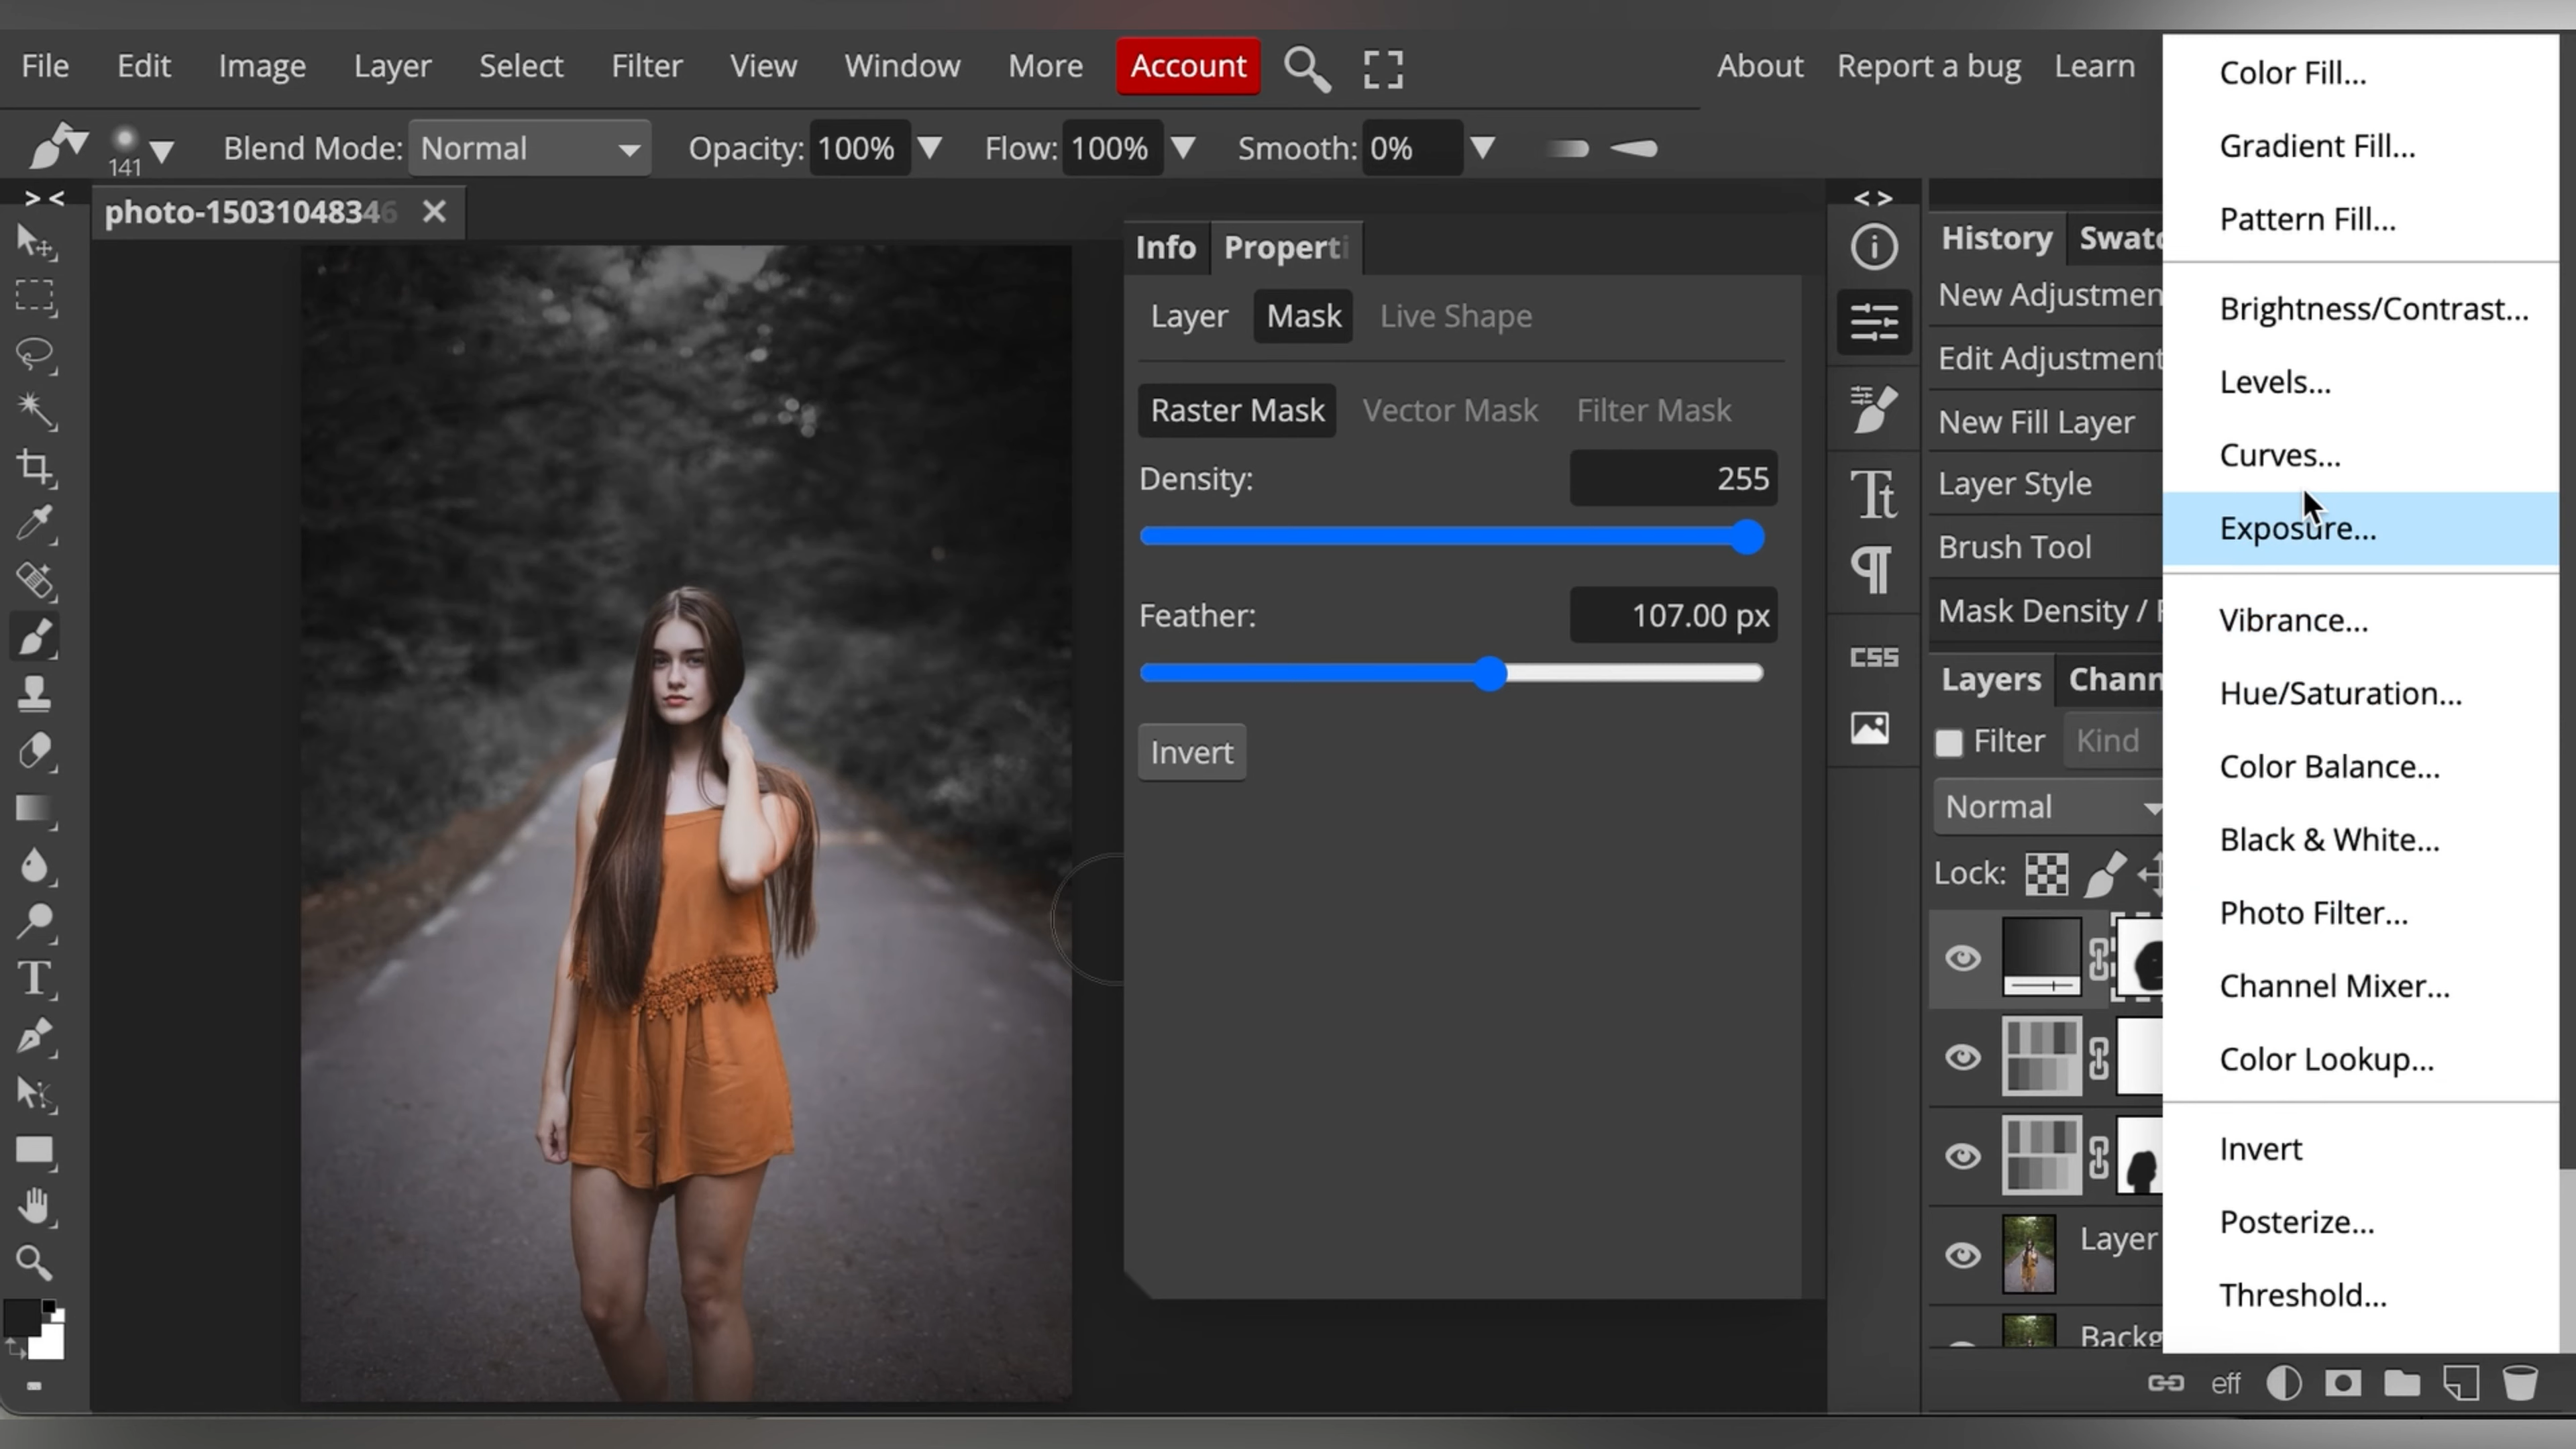 File Edit Image Layer Select Filter View Window More Account About Report a bug Learn
141 Blend Mode: Normal Opacity: 100% Flow: 100% Smooth: 0%
> <
photo-1503104834
Info Properti
Layer Mask Live Shape
Raster Mask Vector Mask Filter Mask
Density: 255
Feather: 107.00 px
Invert
< >
CSS
History Swatc
New Adjustmen
Edit Adjustment
New Fill Layer
Layer Style
Brush Tool
Mask Density /
Layers Chann
Filter Kind
Normal
Lock:
Layer
Backg
eff
Color Fill...
Gradient Fill...
Pattern Fill...
Brightness/Contrast...
Levels...
Curves...
Exposure...
Vibrance...
Hue/Saturation...
Color Balance...
Black & White...
Photo Filter...
Channel Mixer...
Color Lookup...
Invert
Posterize...
Threshold...